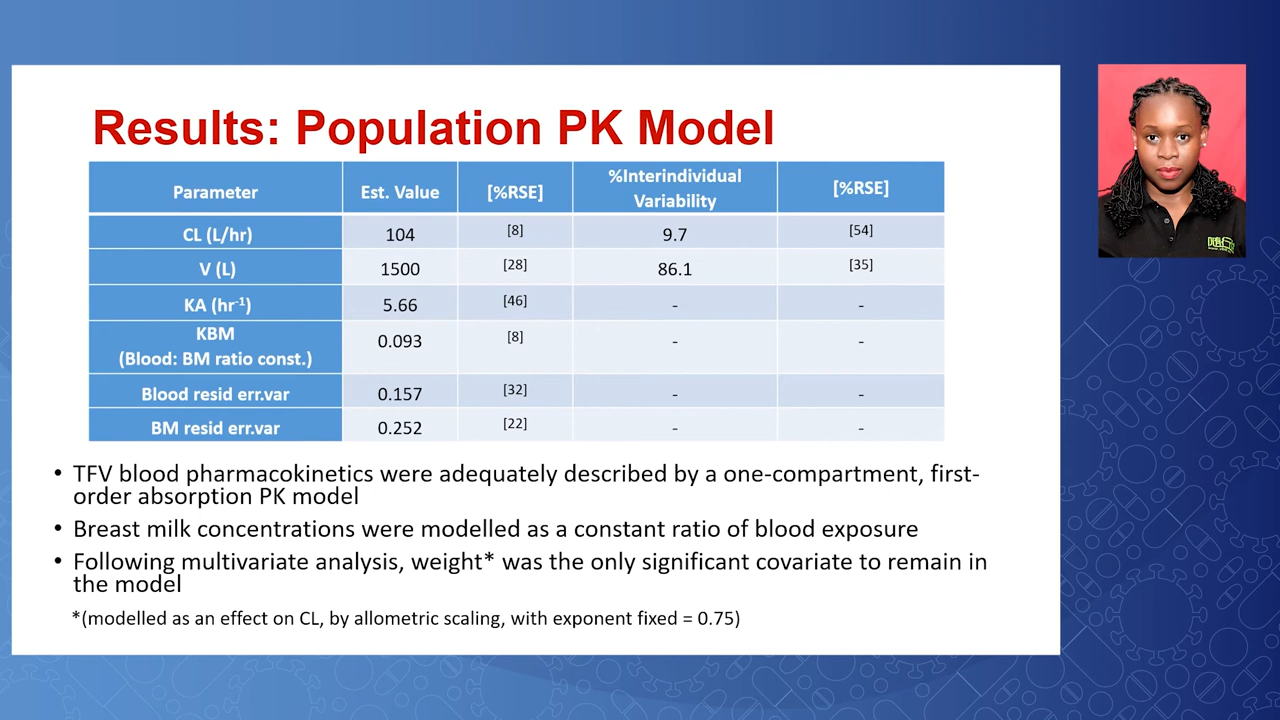 Results: Population PK Model
Parameter Est. Value [%RSE] %Interindividual Variability [%RSE]
CL (L/hr) 104 [8] 9.7 [54]
V (L) 1500 [28] 86.1 [35]
KA (hr⁻¹) 5.66 [46] - -
KBM (Blood: BM ratio const.) 0.093 [8] - -
Blood resid err.var 0.157 [32] - -
BM resid err.var 0.252 [22] - -
• TFV blood pharmacokinetics were adequately described by a one-compartment, first-
order absorption PK model
• Breast milk concentrations were modelled as a constant ratio of blood exposure
• Following multivariate analysis, weight* was the only significant covariate to remain in
the model
*(modelled as an effect on CL, by allometric scaling, with exponent fixed = 0.75)